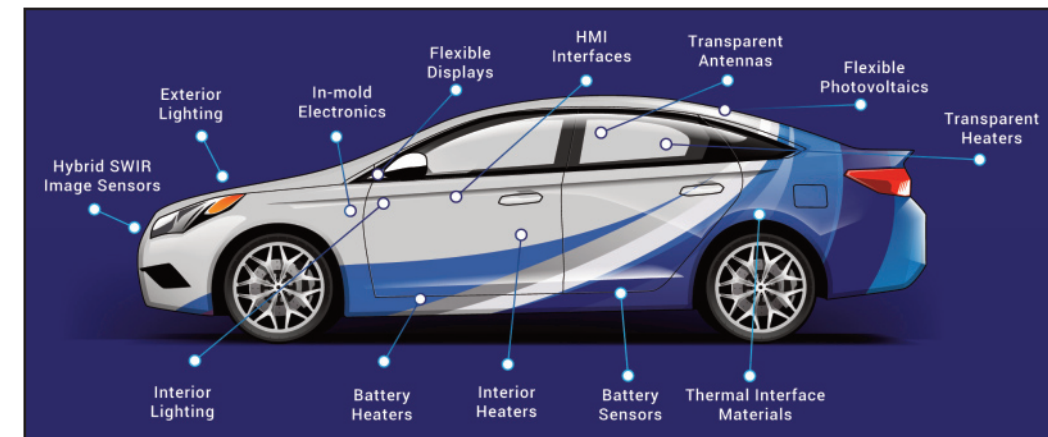 HMI
Interfaces
Transparent
Antennas
Flexible
Displays
Flexible
Photovoltaics
In-mold
Electronics
Exterior
Lighting
Transparent
Heaters
Hybrid SWIR
Image Sensors
Interior
Lighting
Battery
Heaters
Interior
Heaters
Battery
Sensors
Thermal Interface
Materials